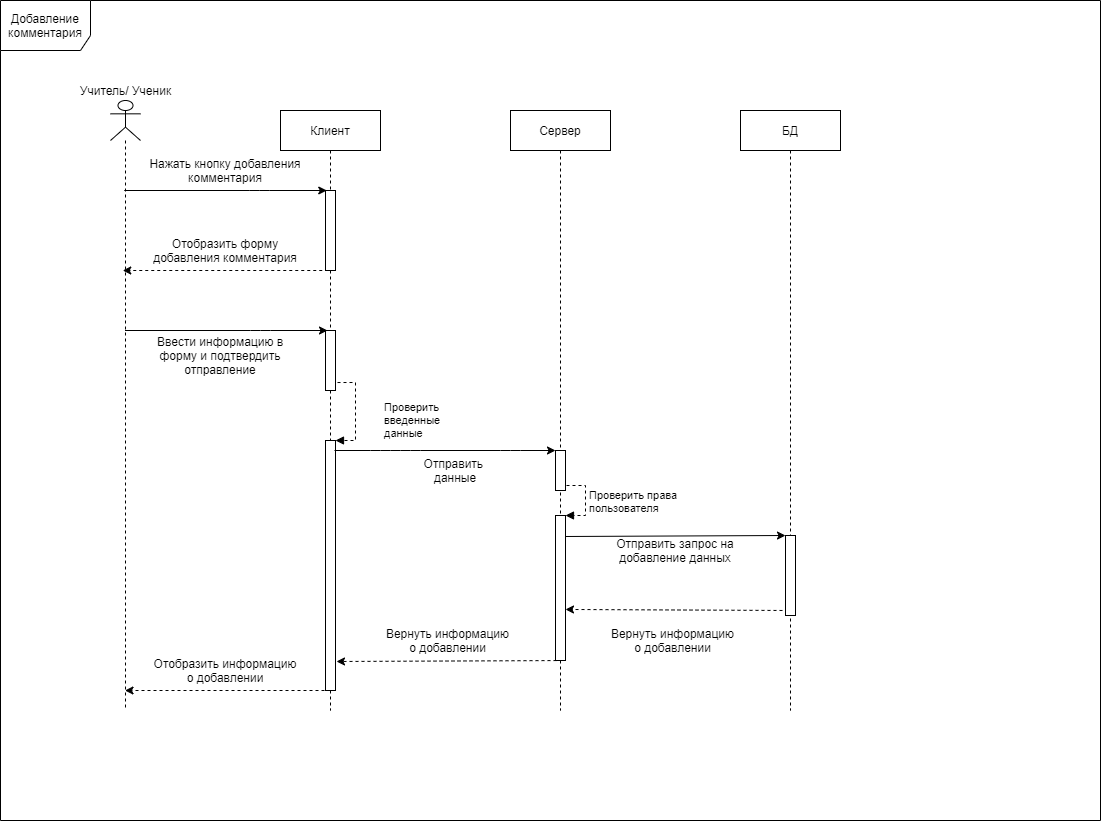 Добавление
комментария
Учитель/ Ученик
Клиент
Сервер
БД
Нажать кнопку добавления
комментария
Отобразить форму
добавления комментария
Ввести информацию в
форму и подтвердить
отправление
Проверить
введенные
данные
Отправить
данные
Проверить права
пользователя
Отправить запрос на
добавление данных
Вернуть информацию
о добавлении
Вернуть информацию
о добавлении
Отобразить информацию
о добавлении